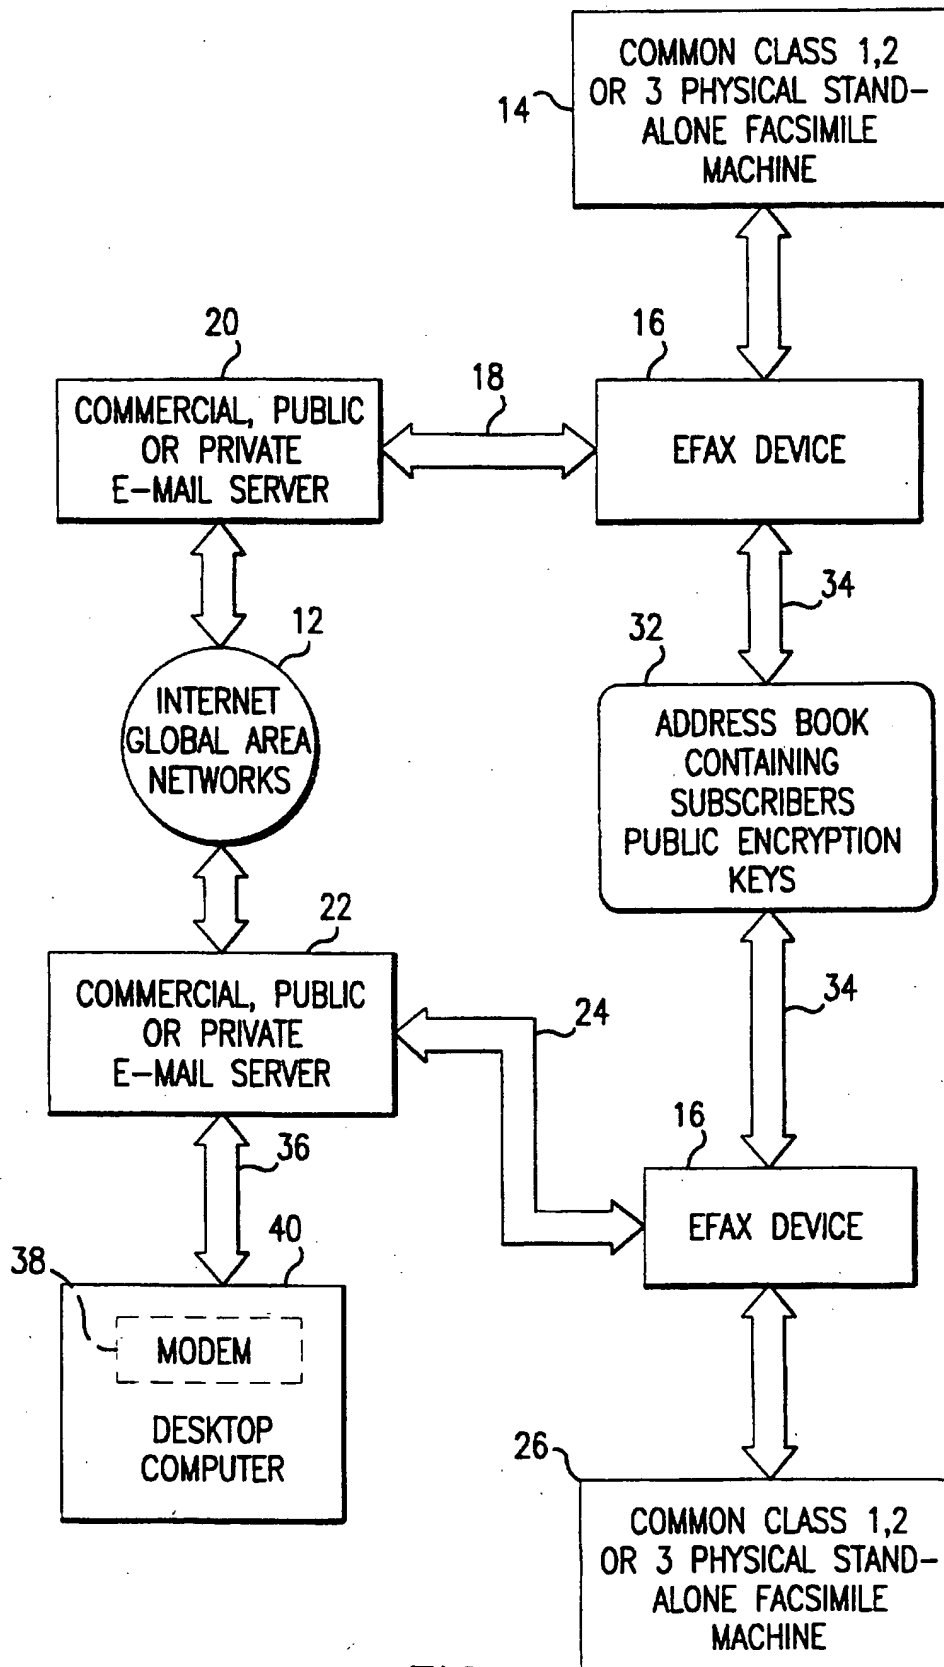 COMMON CLASS 1,2
OR 3 PHYSICAL STAND-
ALONE FACSIMILE
MACHINE
14
20
16
18
COMMERCIAL, PUBLIC
OR PRIVATE
E-MAIL SERVER
EFAX DEVICE
34
12
32
INTERNET
GLOBAL AREA
NETWORKS
ADDRESS BOOK
CONTAINING
SUBSCRIBERS
PUBLIC ENCRYPTION
KEYS
22
COMMERCIAL, PUBLIC
OR PRIVATE
E-MAIL SERVER
24
34
36
16
EFAX DEVICE
38
40
MODEM
DESKTOP
COMPUTER
26
COMMON CLASS 1,2
OR 3 PHYSICAL STAND-
ALONE FACSIMILE
MACHINE